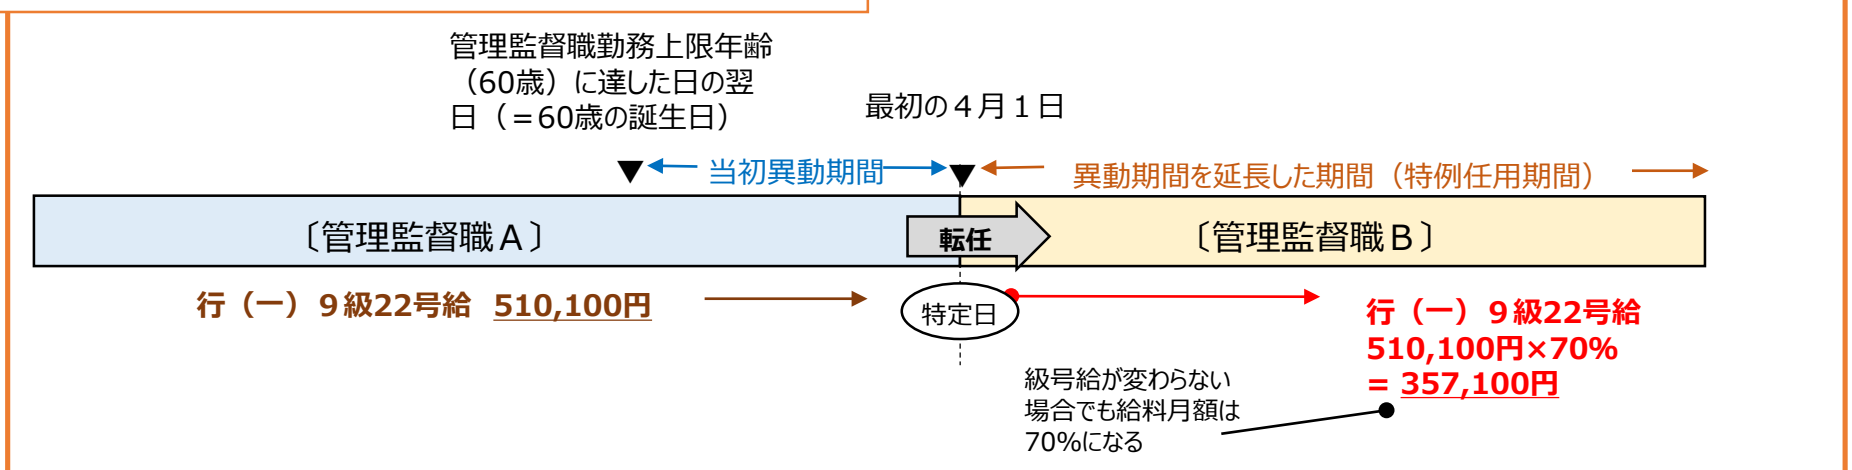 管理監督職勤務上限年齢
（60歳）に達した日の翌
日（＝60歳の誕生日）
最初の４月１日
当初異動期間
異動期間を延長した期間（特例任用期間）
〔管理監督職Ａ〕
転任
〔管理監督職Ｂ〕
行（一）９級22号給　510,100円
特定日
行（一）９級22号給
510,100円×70%
= 357,100円
級号給が変わらない
場合でも給料月額は
70%になる